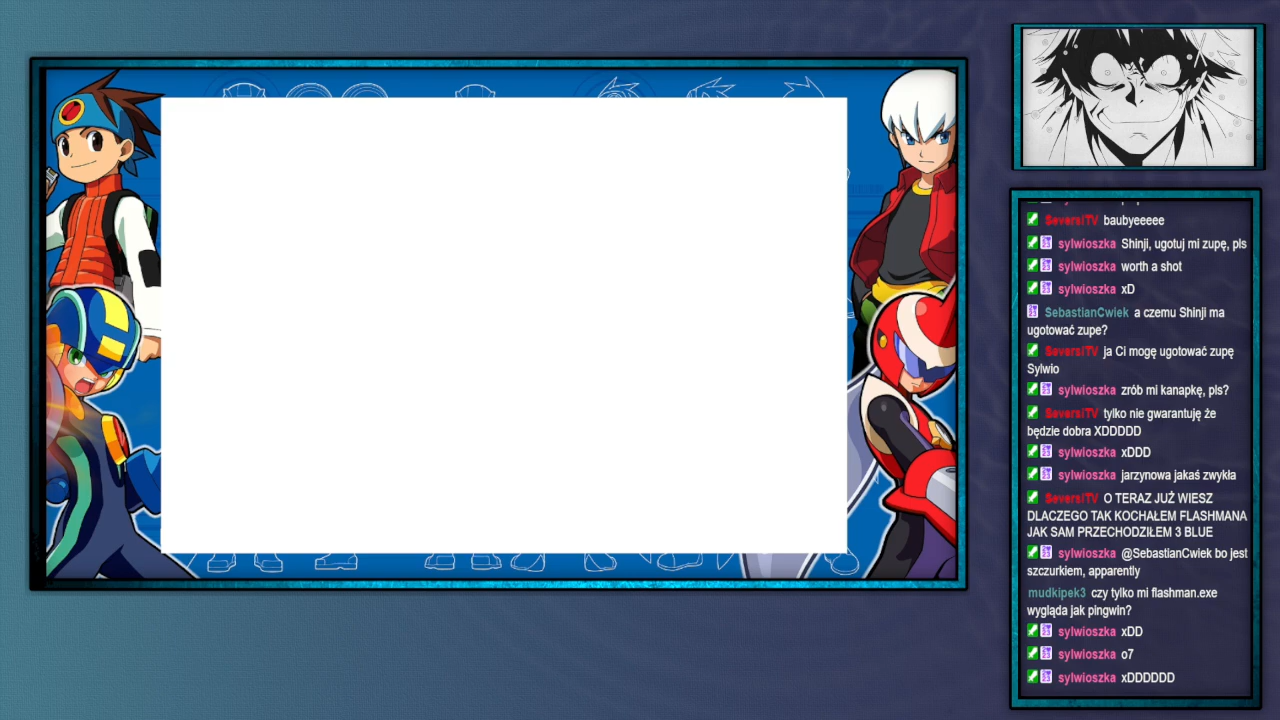 SeversiTV baubyeeeee
sylwioszka Shinji, ugotuj mi zupę, pls
sylwioszka worth a shot
sylwioszka xD
SebastianCwiek a czemu Shinji ma
ugotować zupe?
SeversiTV ja Ci mogę ugotować zupę
Sylwio
sylwioszka zrób mi kanapkę, pls?
SeversiTV tylko nie gwarantuję że
będzie dobra XDDDDD
sylwioszka xDDD
sylwioszka jarzynowa jakaś zwykła
SeversiTV O TERAZ JUŻ WIESZ
DLACZEGO TAK KOCHAŁEM FLASHMANA
JAK SAM PRZECHODZIŁEM 3 BLUE
sylwioszka @SebastianCwiek bo jest
szczurkiem, apparently
mudkipek3 czy tylko mi flashman.exe
wygląda jak pingwin?
sylwioszka xDD
sylwioszka o7
sylwioszka xDDDDDD